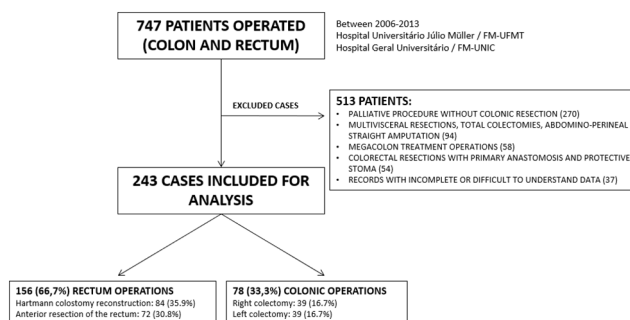 747 PATIENTS OPERATED
(COLON AND RECTUM)
Between 2006-2013
Hospital Universitário Júlio Müller / FM-UFMT
Hospital Geral Universitário / FM-UNIC
EXCLUDED CASES
513 PATIENTS:
• PALLIATIVE PROCEDURE WITHOUT COLONIC RESECTION (270)
• MULTIVISCERAL RESECTIONS, TOTAL COLECTOMIES, ABDOMINO-PERINEAL
STRAIGHT AMPUTATION (94)
• MEGACOLON TREATMENT OPERATIONS (58)
• COLORECTAL RESECTIONS WITH PRIMARY ANASTOMOSIS AND PROTECTIVE
STOMA (54)
• RECORDS WITH INCOMPLETE OR DIFFICULT TO UNDERSTAND DATA (37)
243 CASES INCLUDED FOR
ANALYSIS
156 (66,7%) RECTUM OPERATIONS
Hartmann colostomy reconstruction: 84 (35.9%)
Anterior resection of the rectum: 72 (30.8%)
78 (33,3%) COLONIC OPERATIONS
Right colectomy: 39 (16.7%)
Left colectomy: 39 (16.7%)